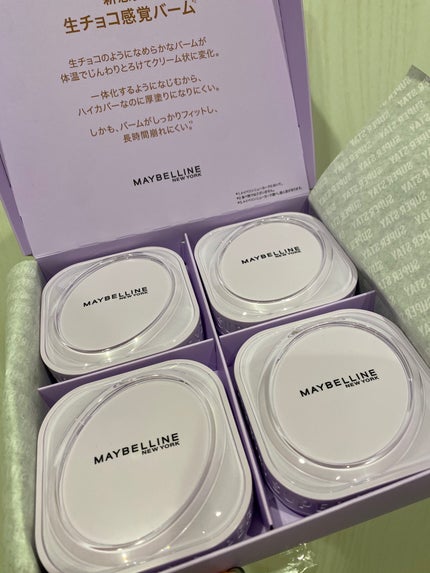 生チョコ感覚バーム
生チョコのようになめらかなバームが
体温でじんわりとろけてクリーム状に変化。
一体化するようになじむから、
ハイカバーなのに厚塗りになりにくい。
しかも、バームがしっかりフィットし、
長時間崩れにくい。
MAYBELLINE
NEW YORK
MAYBELLINE
NEW YORK
MAYBELLINE
NEW YORK
MAYBELLINE
NEW YORK
MAYBELLINE
NEW YORK
SUPER STAY